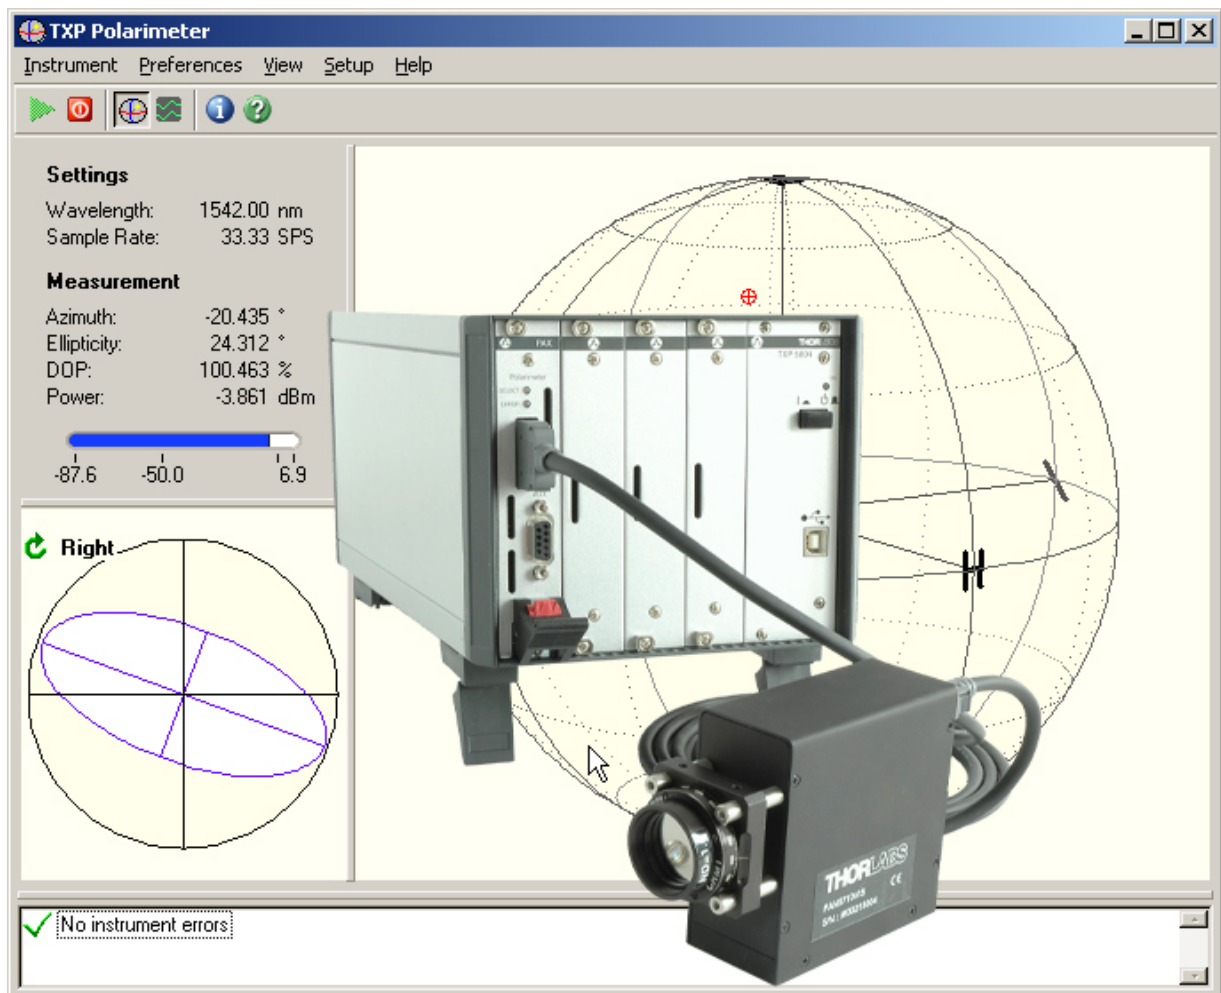 TXP Polarimeter
Instrument Preferences View Setup Help
Settings
Wavelength: 1542.00 nm
Sample Rate: 33.33 SPS
Measurement
Azimuth: -20.435 °
Ellipticity: 24.312 °
DOP: 100.463 %
Power: -3.861 dBm
-87.6 -50.0 6.9
Right
PAX
THORLABS
TXP 5004
Polarimeter
SELECT
ERROR
H
THORLABS
CE
No instrument errors